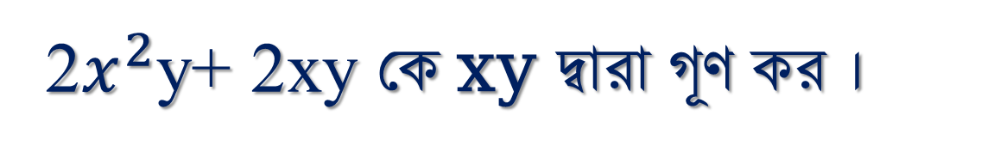 2𝑥²y+ 2xy কে xy দ্বারা গূণ কর ।